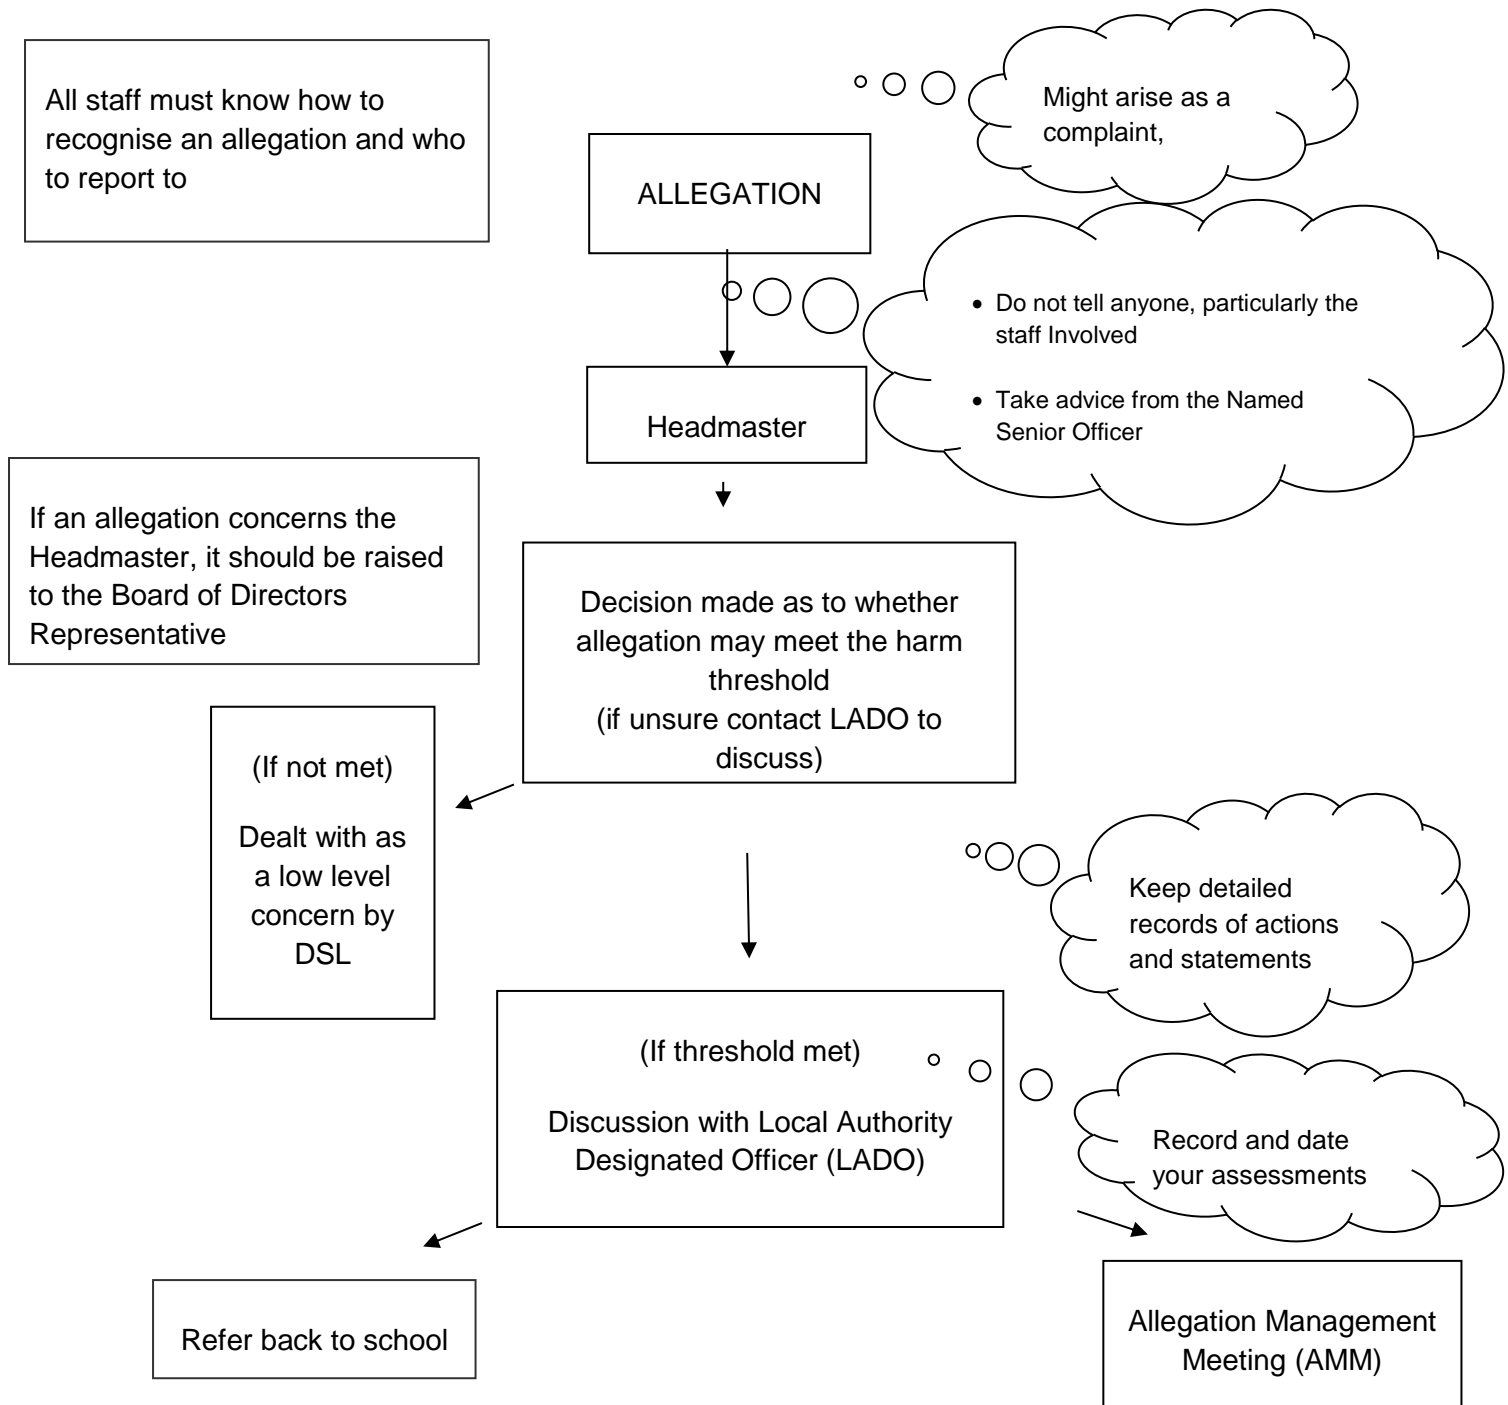 All staff must know how to
recognise an allegation and who
to report to
Might arise as a
complaint,
ALLEGATION
• Do not tell anyone, particularly the
staff Involved
• Take advice from the Named
Senior Officer
Headmaster
If an allegation concerns the
Headmaster, it should be raised
to the Board of Directors
Representative
Decision made as to whether
allegation may meet the harm
threshold
(if unsure contact LADO to
discuss)
(If not met)
Dealt with as
a low level
concern by
DSL
Keep detailed
records of actions
and statements
(If threshold met)
Discussion with Local Authority
Designated Officer (LADO)
Record and date
your assessments
Refer back to school
Allegation Management
Meeting (AMM)